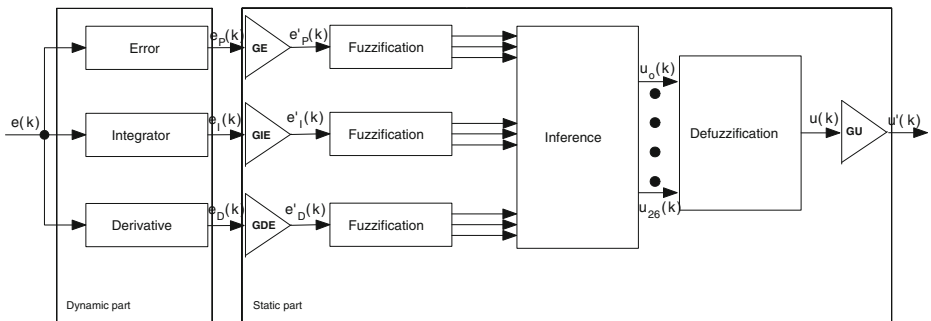 e(k)
Error
Integrator
Derivative
Dynamic part
e_P(k)
e_I(k)
e_D(k)
GE
GIE
GDE
e'_P(k)
e'_I(k)
e'_D(k)
Fuzzification
Fuzzification
Fuzzification
Inference
u_o(k)
u_26(k)
Defuzzification
u(k)
GU
u'(k)
Static part